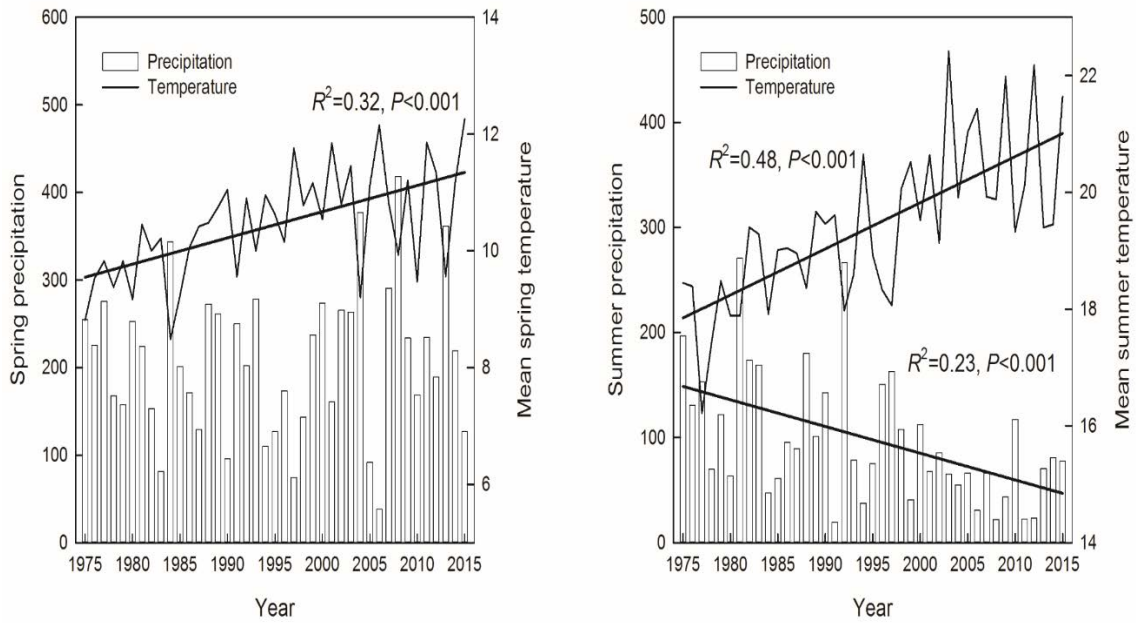 600
500
400
300
200
100
0
Spring precipitation
Precipitation
Temperature
R²=0.32, P<0.001
14
12
10
8
6
Mean spring temperature
1975 1980 1985 1990 1995 2000 2005 2010 2015
Year
500
400
300
200
100
0
Summer precipitation
Precipitation
Temperature
R²=0.48, P<0.001
R²=0.23, P<0.001
22
20
18
16
14
Mean summer temperature
1975 1980 1985 1990 1995 2000 2005 2010 2015
Year